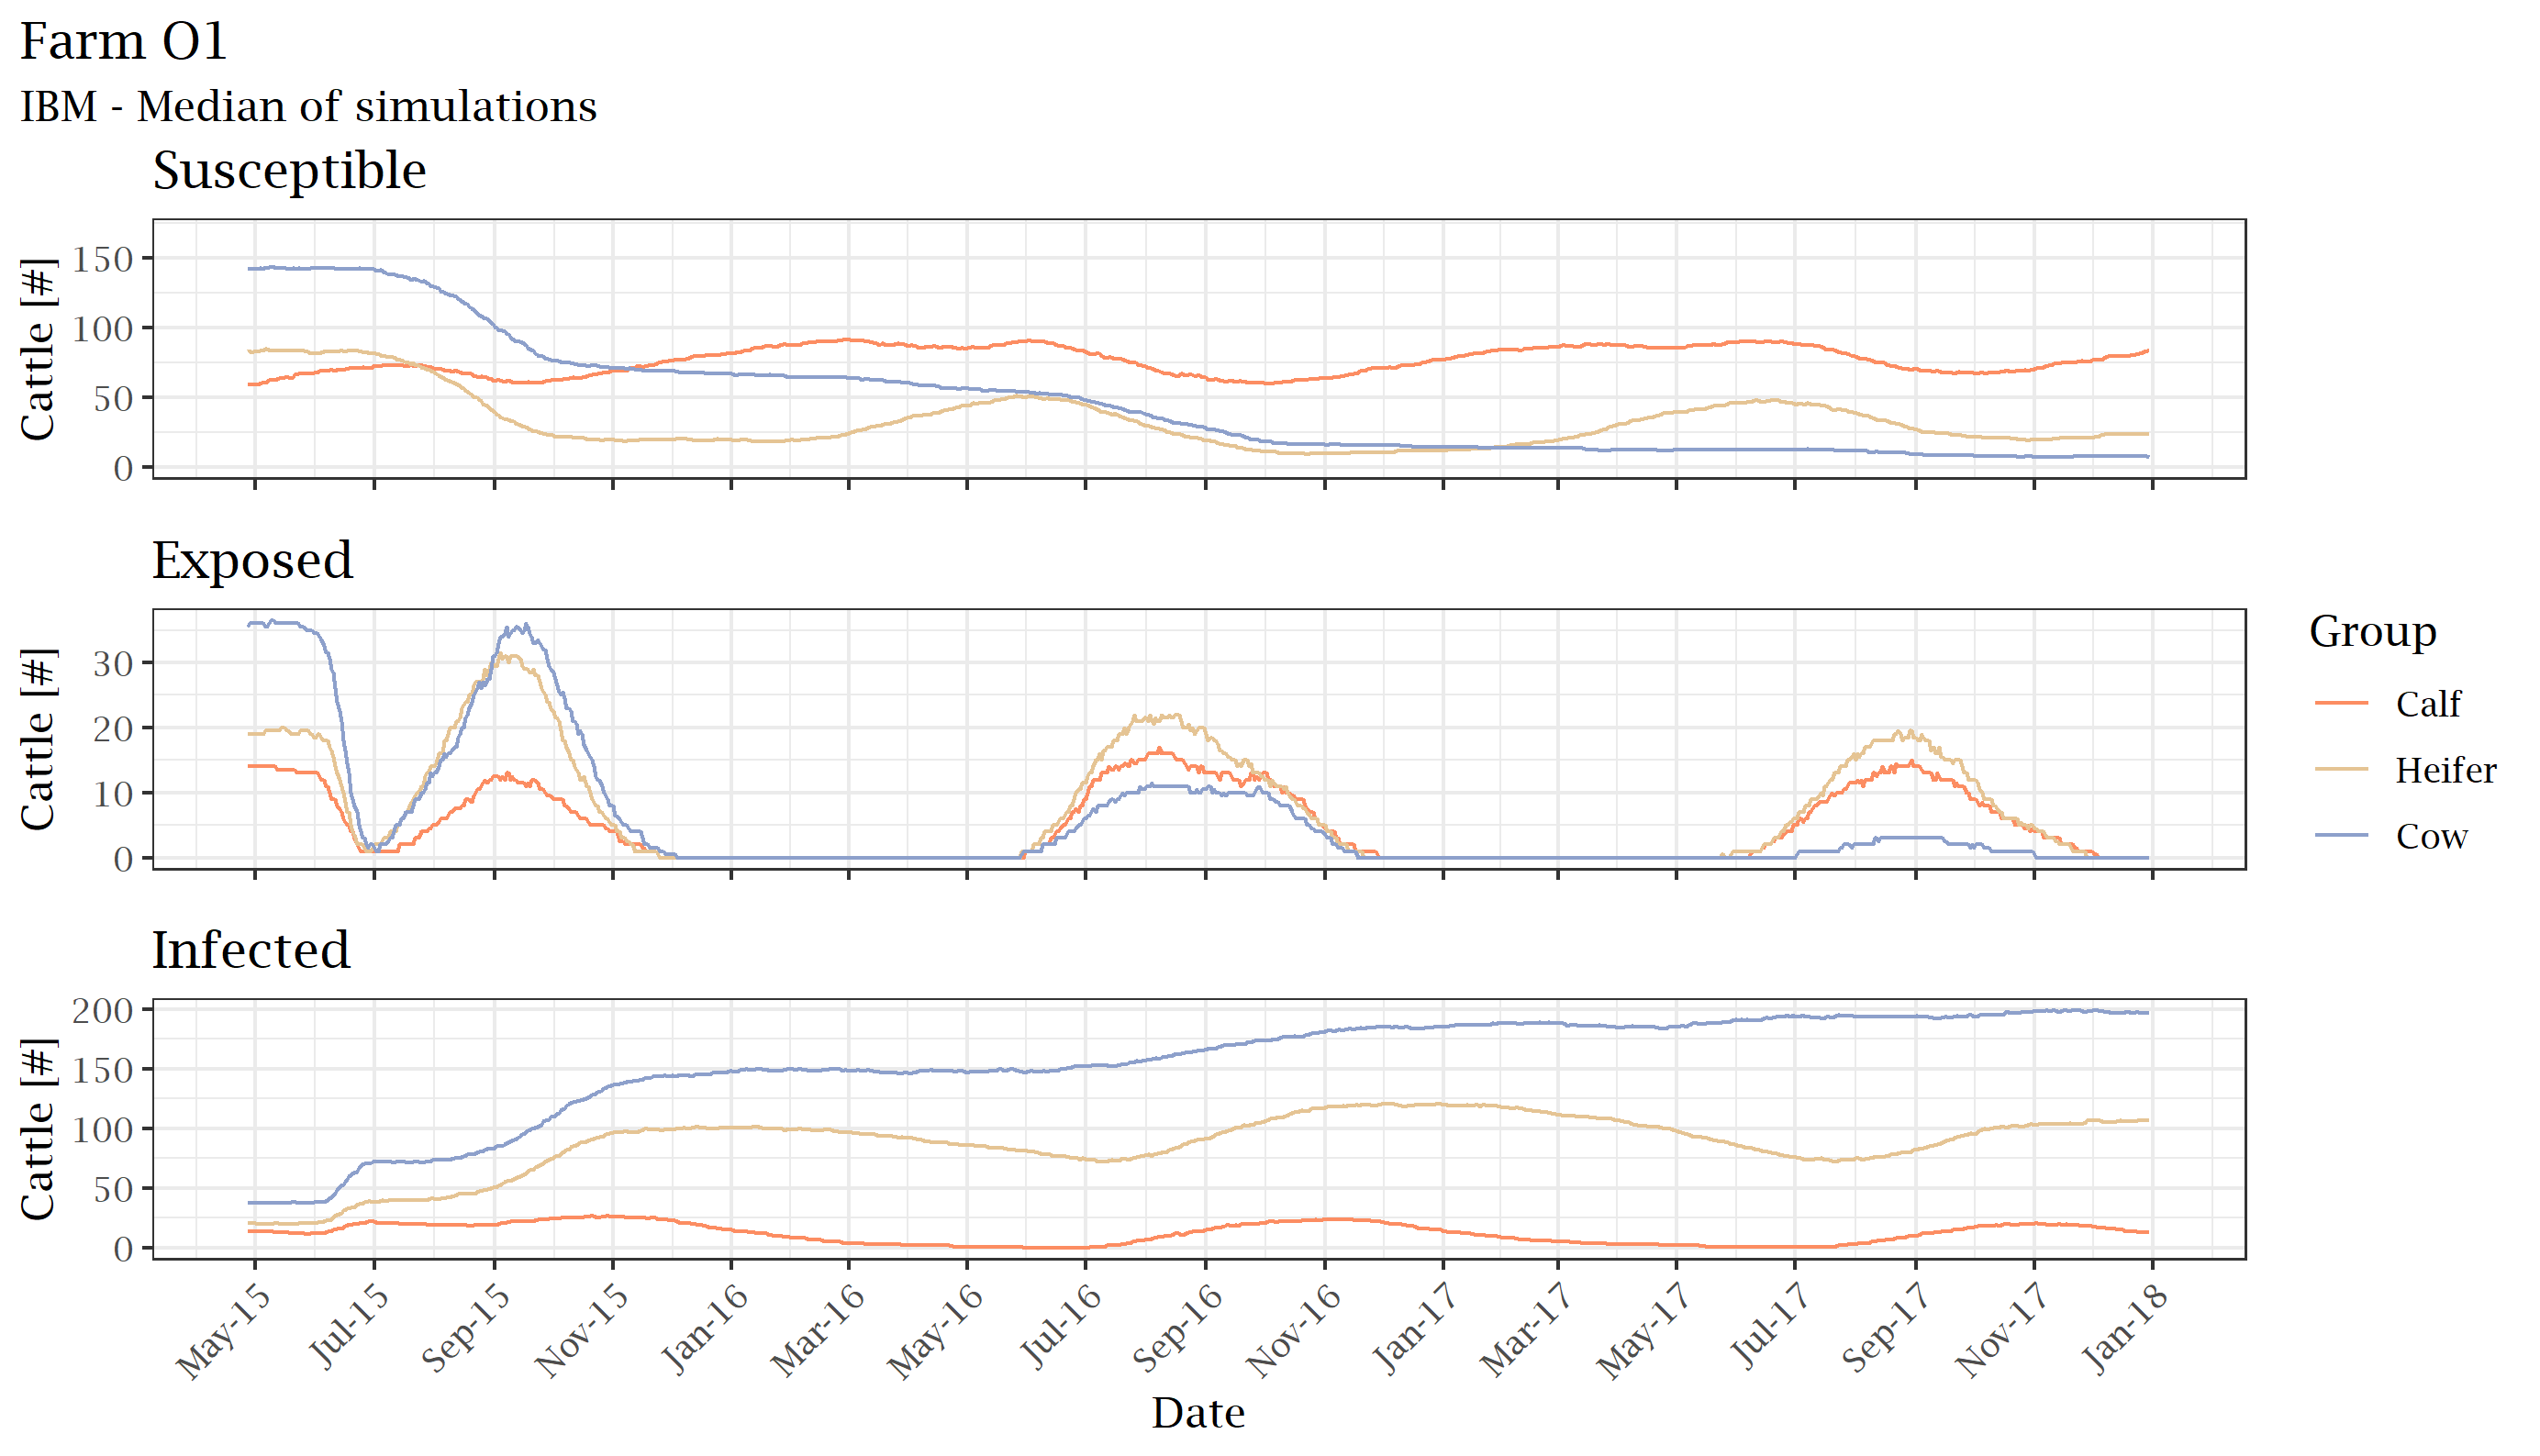 Farm O1
IBM - Median of simulations
Susceptible
Cattle [#]
150
100
50
0
Exposed
Cattle [#]
30
20
10
0
Group
Calf
Heifer
Cow
Infected
Cattle [#]
200
150
100
50
0
May-15 Jul-15 Sep-15 Nov-15 Jan-16 Mar-16 May-16 Jul-16 Sep-16 Nov-16 Jan-17 Mar-17 May-17 Jul-17 Sep-17 Nov-17 Jan-18
Date